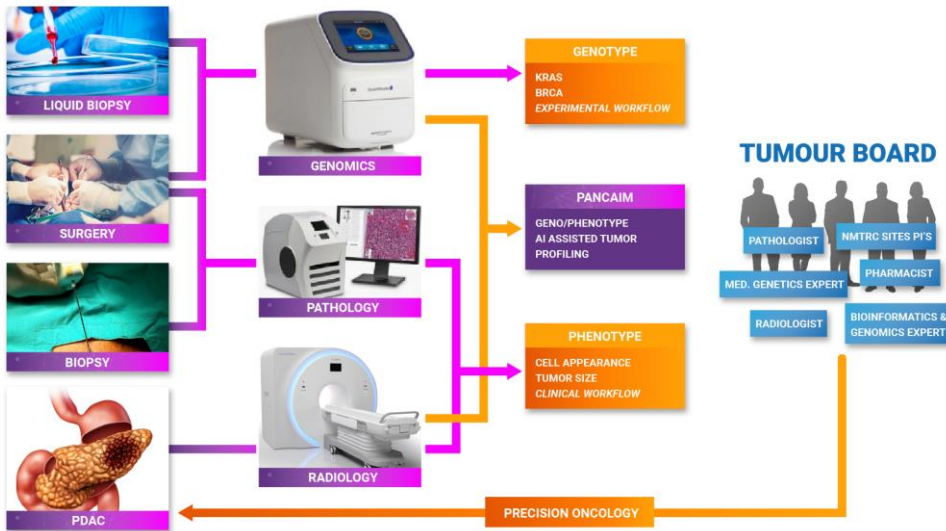 LIQUID BIOPSY
SURGERY
BIOPSY
PDAC
GENOMICS
PATHOLOGY
RADIOLOGY
GENOTYPE
KRAS
BRCA
EXPERIMENTAL WORKFLOW
PANCAIM
GENO/PHENOTYPE
AI ASSISTED TUMOR
PROFILING
PHENOTYPE
CELL APPEARANCE
TUMOR SIZE
CLINICAL WORKFLOW
TUMOUR BOARD
PATHOLOGIST
NMTRC SITES PI'S
PHARMACIST
MED. GENETICS EXPERT
RADIOLOGIST
BIOINFORMATICS &
GENOMICS EXPERT
PRECISION ONCOLOGY